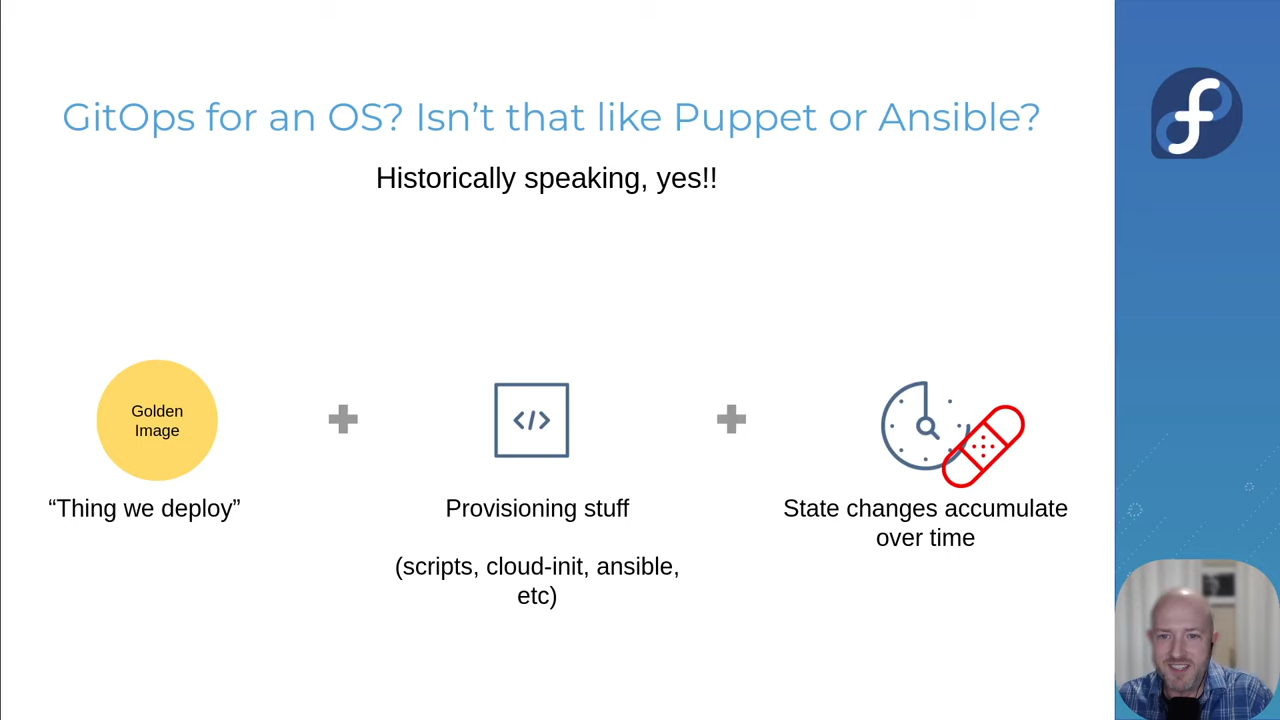 GitOps for an OS? Isn’t that like Puppet or Ansible?
Historically speaking, yes!!
Golden
Image
</>
“Thing we deploy”
Provisioning stuff
(scripts, cloud-init, ansible,
etc)
State changes accumulate
over time